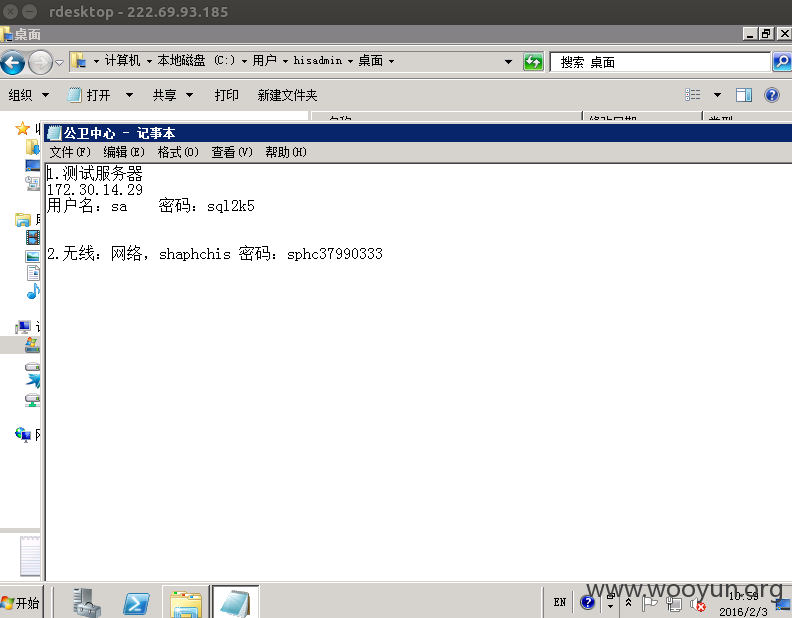 rdesktop - 222.69.93.185
桌面
计算机 本地磁盘 (C:) 用户 hisadmin 桌面
搜索 桌面
组织 打开 共享 打印 新建文件夹
公卫中心 - 记事本
文件(F) 编辑(E) 格式(O) 查看(V) 帮助(H)
1.测试服务器
172.30.14.29
用户名：sa 密码：sql2k5
2.无线：网络，shaphchis 密码：sphc37990333
开始
EN
www.wooyun.org
10:59
2016/2/3